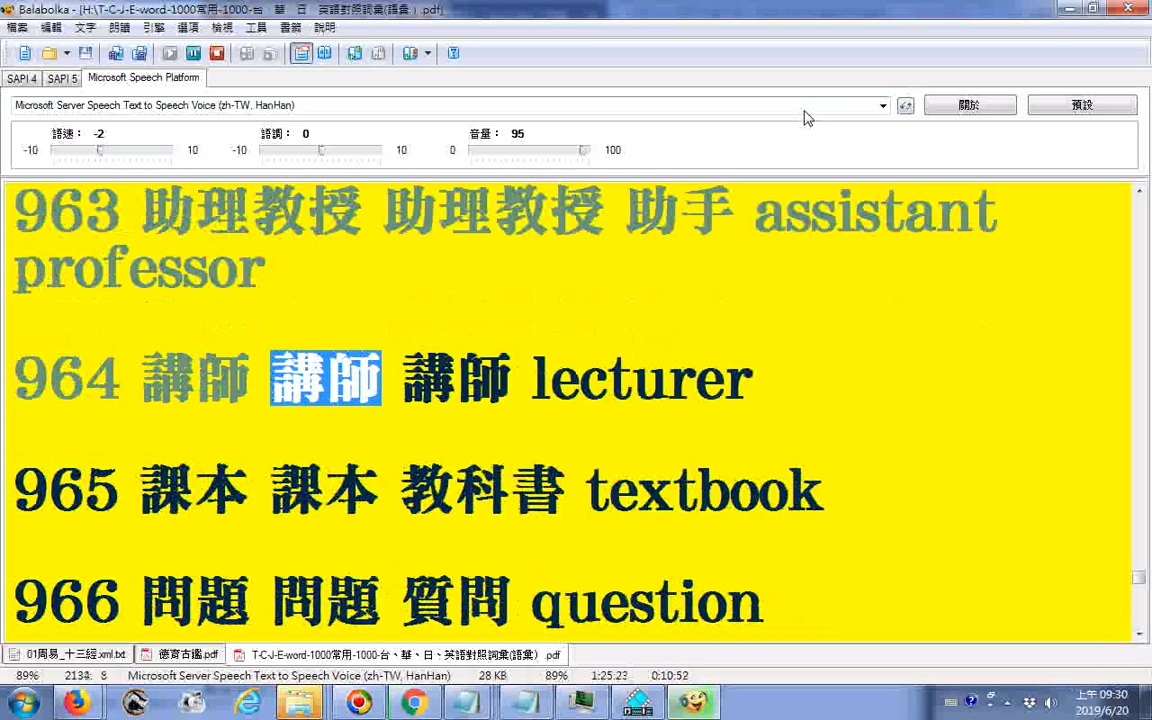 Balabolka - [H:\T-C-J-E-word-1000常用-1000-台、華、日、英語對照詞彙(語彙）.pdf]
檔案 編輯 文字 朗讀 引擎 選項 檢視 工具 書籤 說明
SAPI 4 SAPI 5 Microsoft Speech Platform
Microsoft Server Speech Text to Speech Voice (zh-TW, HanHan) 關於 預設
語速： -2 語調： 0 音量： 95
-10 10 -10 10 0 100
963 助理教授 助理教授 助手 assistant
professor
964 講師 講師 講師 lecturer
965 課本 課本 教科書 textbook
966 問題 問題 質問 question
01周易_十三經.xml.txt 德育古鑑.pdf T-C-J-E-word-1000常用-1000-台、華、日、英語對照詞彙(語彙）.pdf
89% 2134: 8 Microsoft Server Speech Text to Speech Voice (zh-TW, HanHan) 28 KB 89% 1:25:23 0:10:52
上午 09:30
2019/6/20